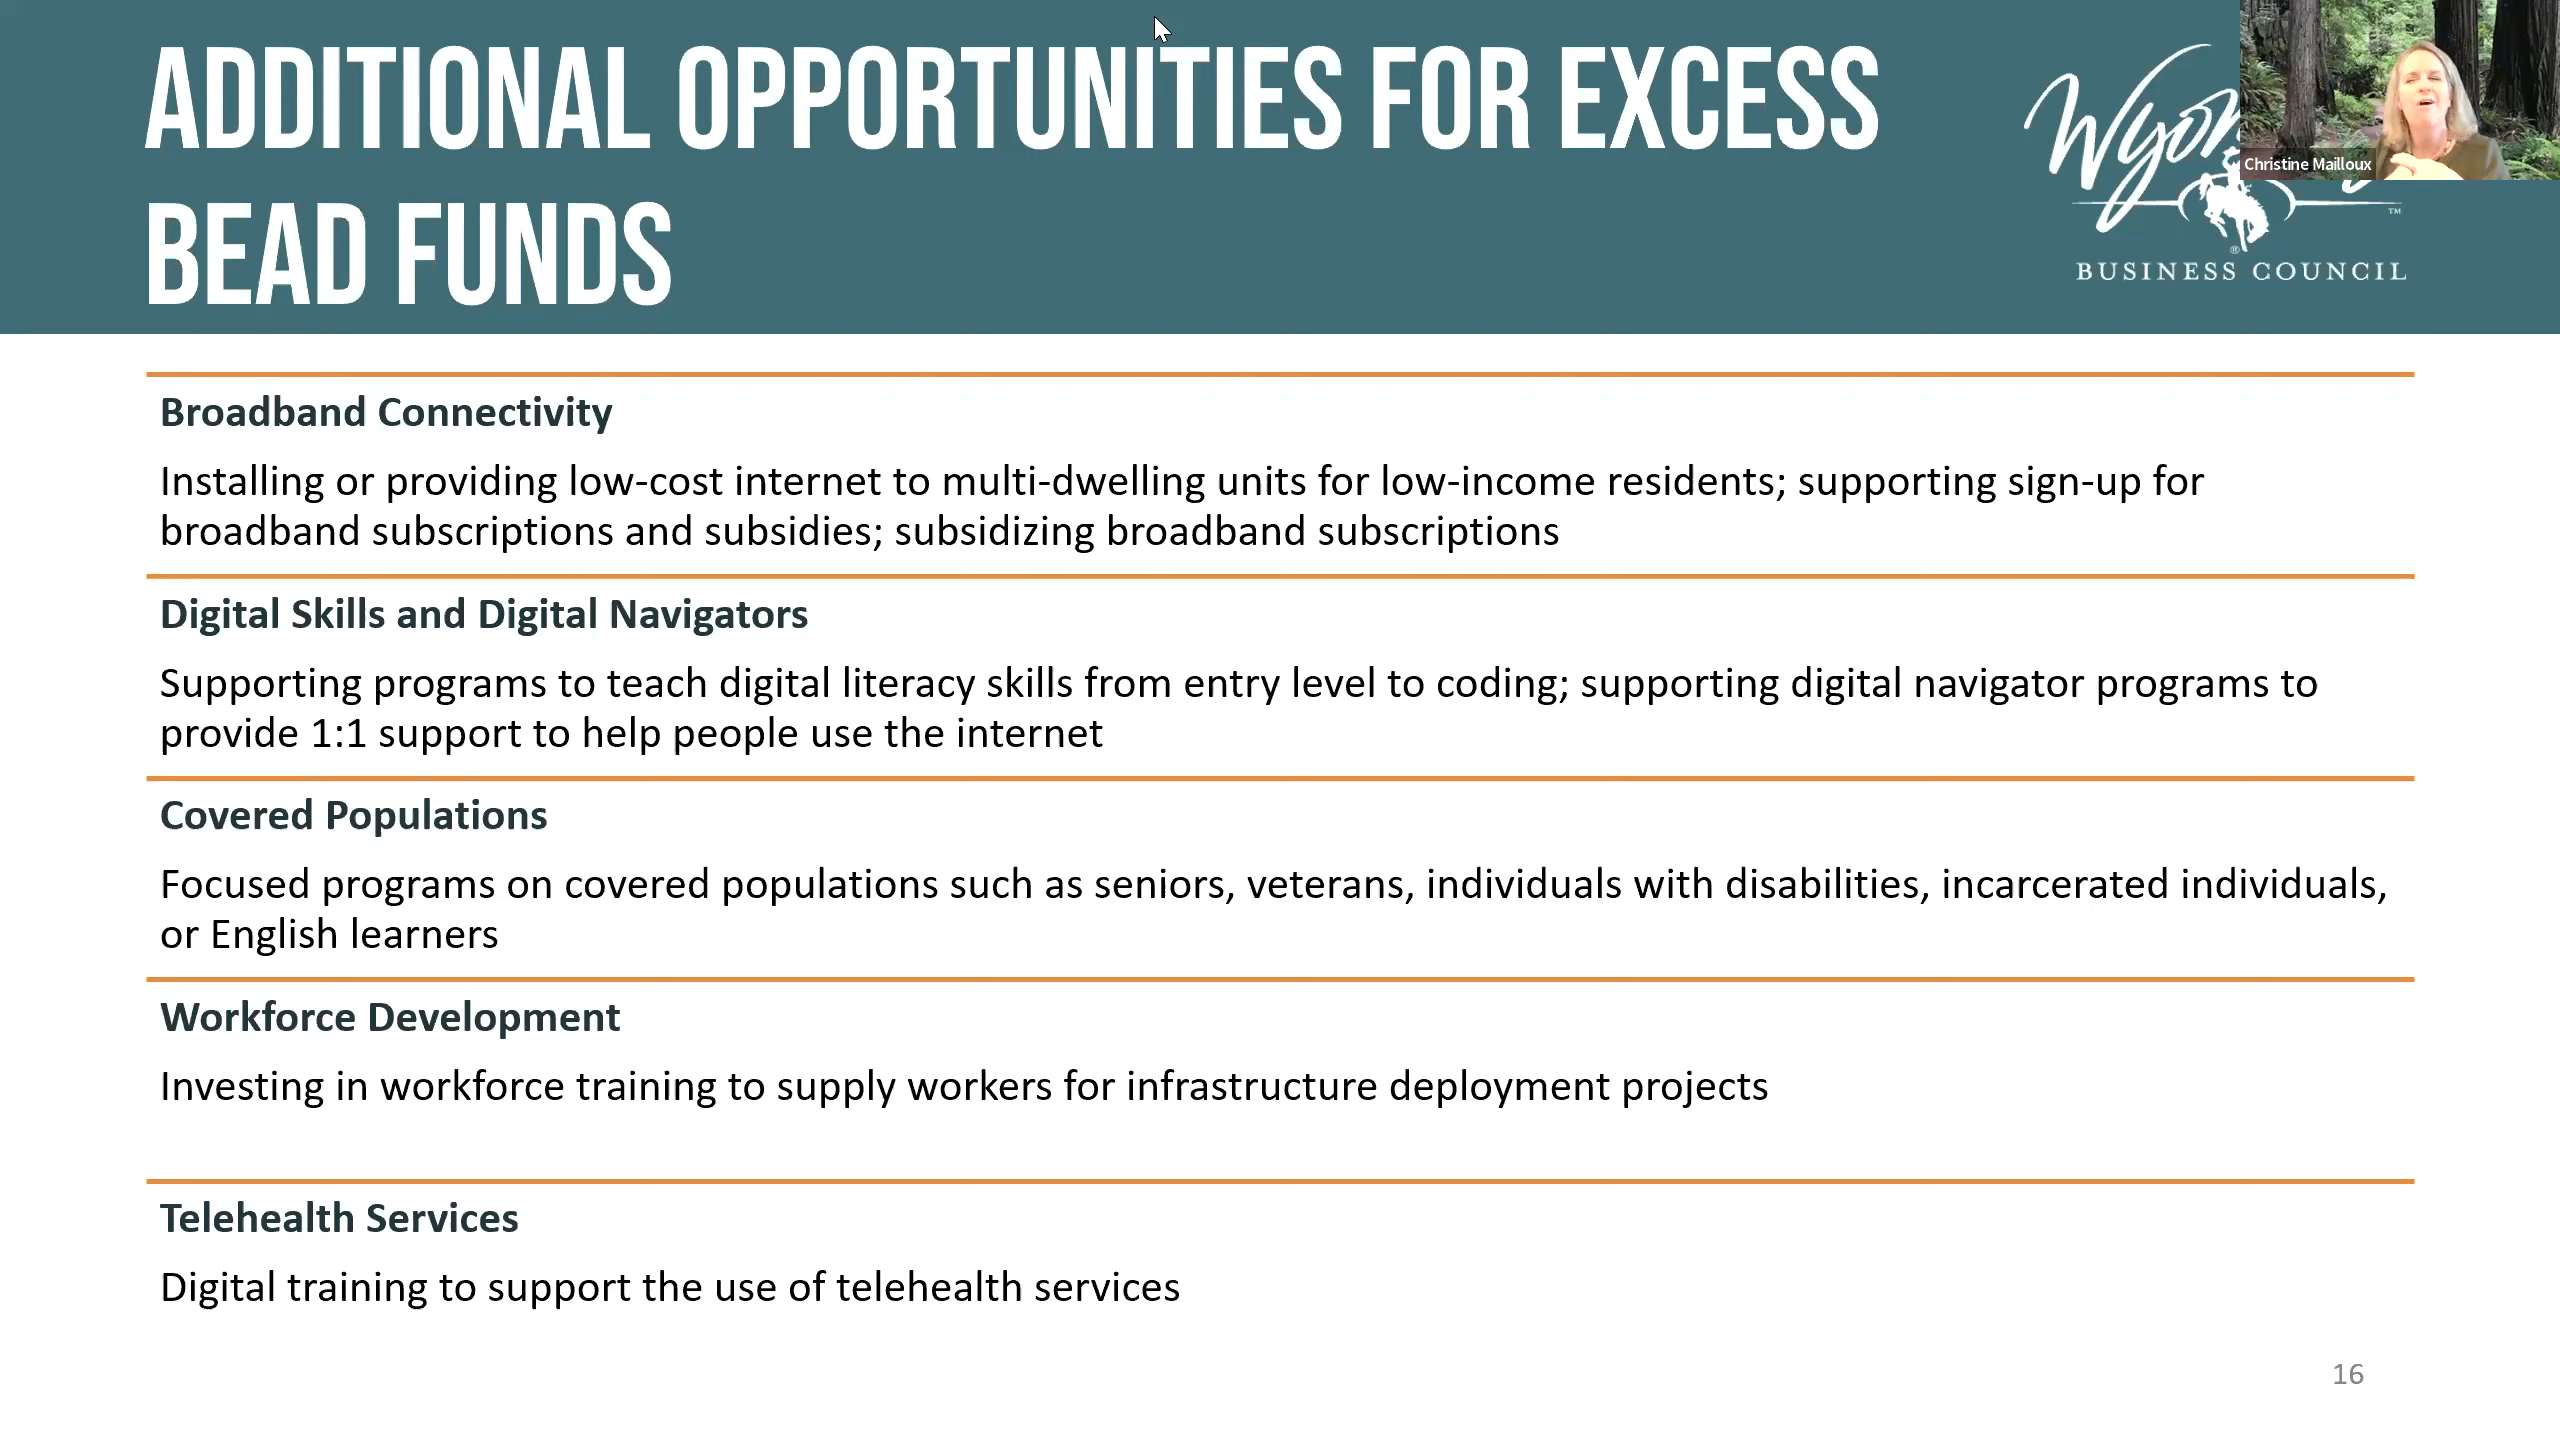 ADDITIONAL OPPORTUNITIES FOR EXCESS
BEAD FUNDS
Christine Mailloux
™
®
BUSINESS COUNCIL
Broadband Connectivity
Installing or providing low-cost internet to multi-dwelling units for low-income residents; supporting sign-up for
broadband subscriptions and subsidies; subsidizing broadband subscriptions
Digital Skills and Digital Navigators
Supporting programs to teach digital literacy skills from entry level to coding; supporting digital navigator programs to
provide 1:1 support to help people use the internet
Covered Populations
Focused programs on covered populations such as seniors, veterans, individuals with disabilities, incarcerated individuals,
or English learners
Workforce Development
Investing in workforce training to supply workers for infrastructure deployment projects
Telehealth Services
Digital training to support the use of telehealth services
16